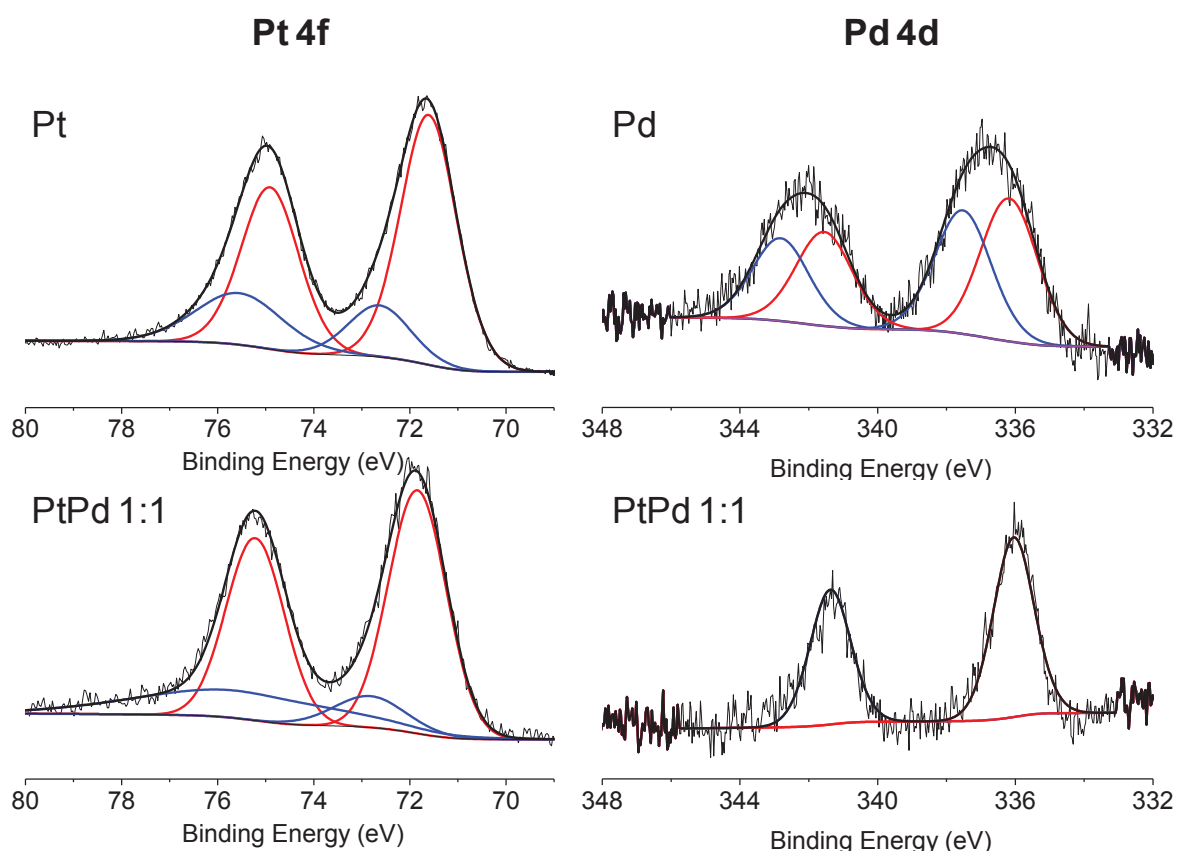 Pt 4f
Pd 4d
Pt
Pd
80 78 76 74 72 70
Binding Energy (eV)
348 344 340 336 332
Binding Energy (eV)
PtPd 1:1
PtPd 1:1
80 78 76 74 72 70
Binding Energy (eV)
348 344 340 336 332
Binding Energy (eV)